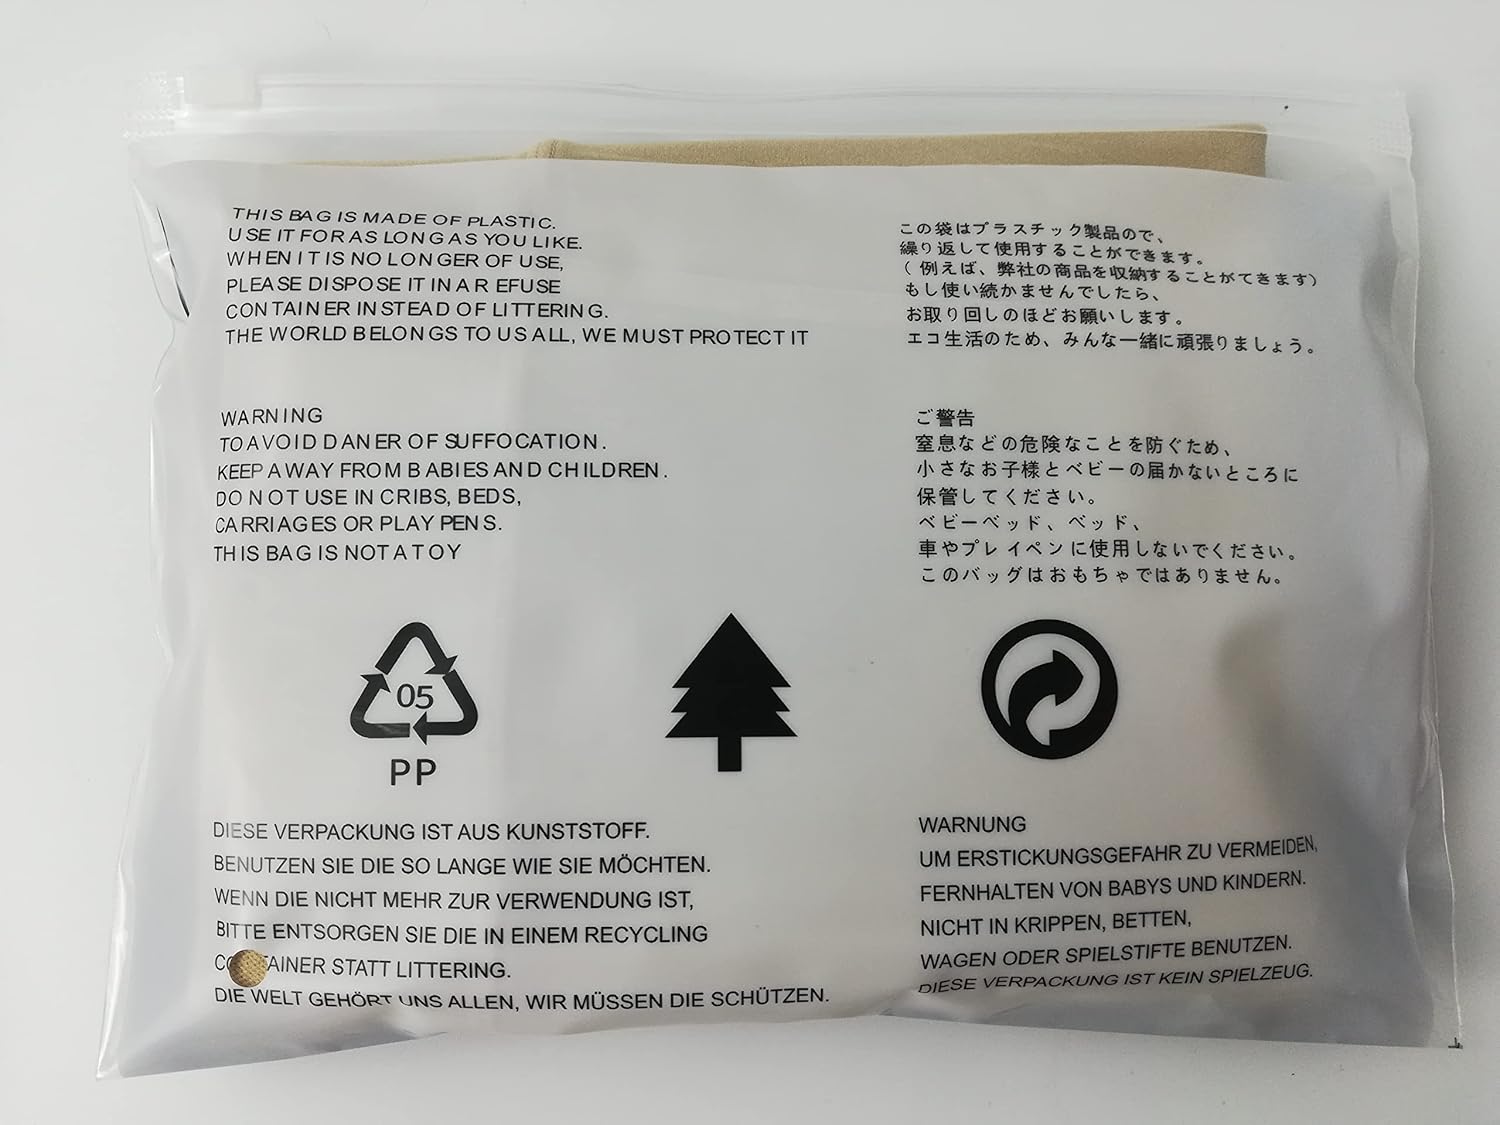 THIS BAG IS MADE OF PLASTIC.
USE IT FOR AS LONG AS YOU LIKE.
WHEN IT IS NO LONGER OF USE,
PLEASE DISPOSE IT IN A REFUSE
CONTAINER INSTEAD OF LITTERING.
THE WORLD BELONGS TO US ALL, WE MUST PROTECT IT
この袋はプラスチック製品ので、
繰り返して使用することができます。
（例えば、弊社の商品を収納することがてきます）
もし使い続かませんでしたら、
お取り回しのほどお願いします。
エコ生活のため、みんな一緒に頑張りましょう。
WARNING
TO AVOID DANER OF SUFFOCATION.
KEEP AWAY FROM BABIES AND CHILDREN.
DO NOT USE IN CRIBS, BEDS,
CARRIAGES OR PLAY PENS.
THIS BAG IS NOT A TOY
ご警告
窒息などの危険なことを防ぐため、
小さなお子様とベビーの届かないところに
保管してください。
ベビーベッド、ベッド、
車やプレイペンに使用しないでください。
このバッグはおもちゃではありません。
05
PP
DIESE VERPACKUNG IST AUS KUNSTSTOFF.
BENUTZEN SIE DIE SO LANGE WIE SIE MÖCHTEN.
WENN DIE NICHT MEHR ZUR VERWENDUNG IST,
BITTE ENTSORGEN SIE DIE IN EINEM RECYCLING
CONTAINER STATT LITTERING.
DIE WELT GEHÖRT UNS ALLEN, WIR MÜSSEN DIE SCHÜTZEN.
WARNUNG
UM ERSTICKUNGSGEFAHR ZU VERMEIDEN,
FERNHALTEN VON BABYS UND KINDERN.
NICHT IN KRIPPEN, BETTEN,
WAGEN ODER SPIELSTIFTE BENUTZEN.
DIESE VERPACKUNG IST KEIN SPIELZEUG.